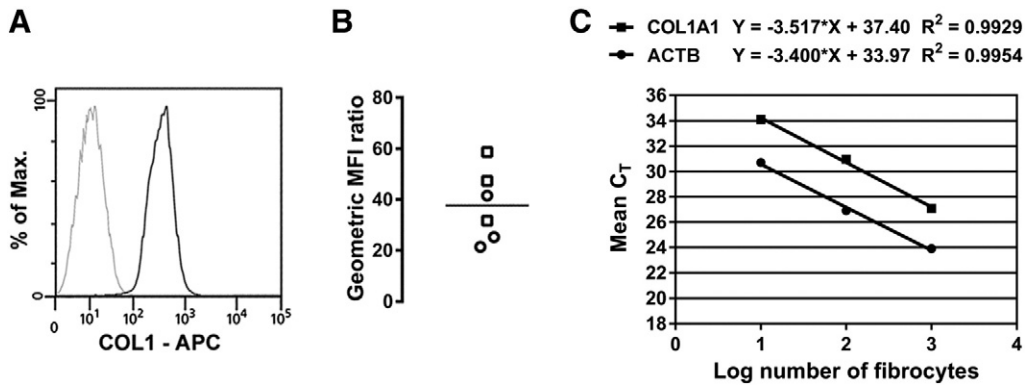 A
B
C
COL1A1 Y = -3.517*X + 37.40 R² = 0.9929
ACTB Y = -3.400*X + 33.97 R² = 0.9954
% of Max.
100
0
0 10¹ 10² 10³ 10⁴ 10⁵
COL1 - APC
Geometric MFI ratio
80
60
40
20
0
Mean C_T
36
34
32
30
28
26
24
22
20
18
0 1 2 3 4
Log number of fibrocytes